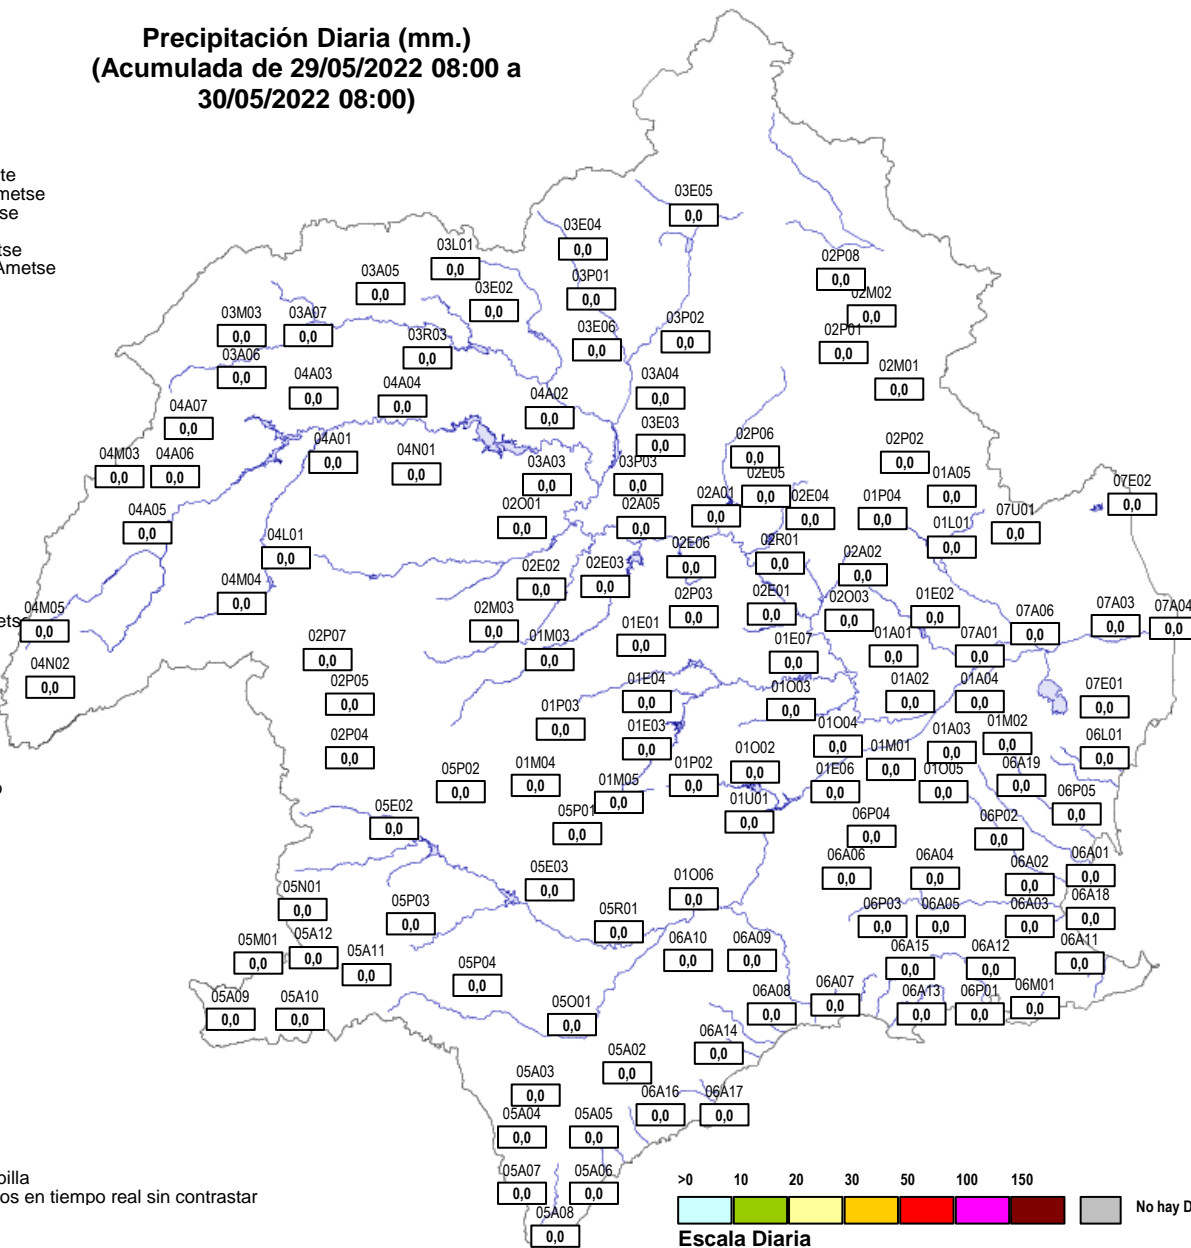 Precipitación Diaria (mm.)
(Acumulada de 29/05/2022 08:00 a
30/05/2022 08:00)
te
metse
se
tse
Ametse
03E05
0,0
03E04
0,0
03L01
0,0
02P08
0,0
03A05
0,0
03P01
0,0
03E02
0,0
02M02
0,0
03M03
0,0
03A07
0,0
03P02
0,0
03E06
0,0
02P01
0,0
03R03
0,0
03A06
0,0
04A03
0,0
04A04
0,0
03A04
0,0
02M01
0,0
04A02
0,0
04A07
0,0
03E03
0,0
02P06
0,0
04A01
0,0
02P02
0,0
04M03
0,0
04A06
0,0
04N01
0,0
03A03
0,0
03P03
0,0
02E05
0,0
01A05
0,0
07E02
0,0
02A01
0,0
02E04
0,0
01P04
0,0
04A05
0,0
02O01
0,0
02A05
0,0
07U01
0,0
01L01
0,0
04L01
0,0
02E06
0,0
02R01
0,0
02A02
0,0
02E02
0,0
02E03
0,0
04M04
0,0
02P03
0,0
02E01
0,0
02O03
0,0
01E02
0,0
04M05
etse
0,0
02M03
0,0
07A06
0,0
07A03
0,0
07A04
0,0
02P07
0,0
01M03
0,0
01E01
0,0
01E07
0,0
01A01
0,0
07A01
0,0
04N02
0,0
02P05
0,0
01E04
0,0
01O03
0,0
01A02
0,0
01A04
0,0
07E01
0,0
01P03
0,0
02P04
0,0
01E03
0,0
01O04
0,0
01A03
0,0
01M02
0,0
06L01
0,0
05P02
0,0
01M04
0,0
01M05
0,0
01P02
0,0
01O02
0,0
01M01
0,0
01E06
0,0
01O05
0,0
06A19
0,0
o
05E02
0,0
05P01
0,0
01U01
0,0
06P05
0,0
06P04
0,0
06P02
0,0
05E03
0,0
01O06
0,0
06A06
0,0
06A04
0,0
06A02
0,0
06A01
0,0
05N01
0,0
05P03
0,0
05R01
0,0
06P03
0,0
06A05
0,0
06A03
0,0
06A18
0,0
05M01
0,0
05A12
0,0
05A11
0,0
06A10
0,0
06A09
0,0
06A15
0,0
06A12
0,0
06A11
0,0
05P04
0,0
05A09
0,0
05A10
0,0
05O01
0,0
06A08
0,0
06A07
0,0
06A13
0,0
06P01
0,0
06M01
0,0
06A14
0,0
05A02
0,0
05A03
0,0
06A16
0,0
06A17
0,0
05A04
0,0
05A05
0,0
05A07
0,0
05A06
0,0
05A08
0,0
oilla
os en tiempo real sin contrastar
>0 10 20 30 50 100 150
No hay D
Escala Diaria